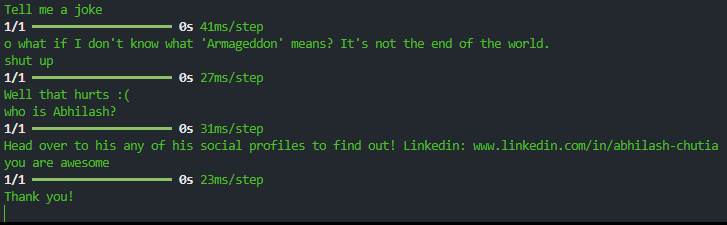 Tell me a joke
1/1 ━━━━━━━━━━━━━━━━━━━━ 0s 41ms/step
o what if I don't know what 'Armageddon' means? It's not the end of the world.
shut up
1/1 ━━━━━━━━━━━━━━━━━━━━ 0s 27ms/step
Well that hurts :(
who is Abhilash?
1/1 ━━━━━━━━━━━━━━━━━━━━ 0s 31ms/step
Head over to his any of his social profiles to find out! Linkedin: www.linkedin.com/in/abhilash-chutia
you are awesome
1/1 ━━━━━━━━━━━━━━━━━━━━ 0s 23ms/step
Thank you!